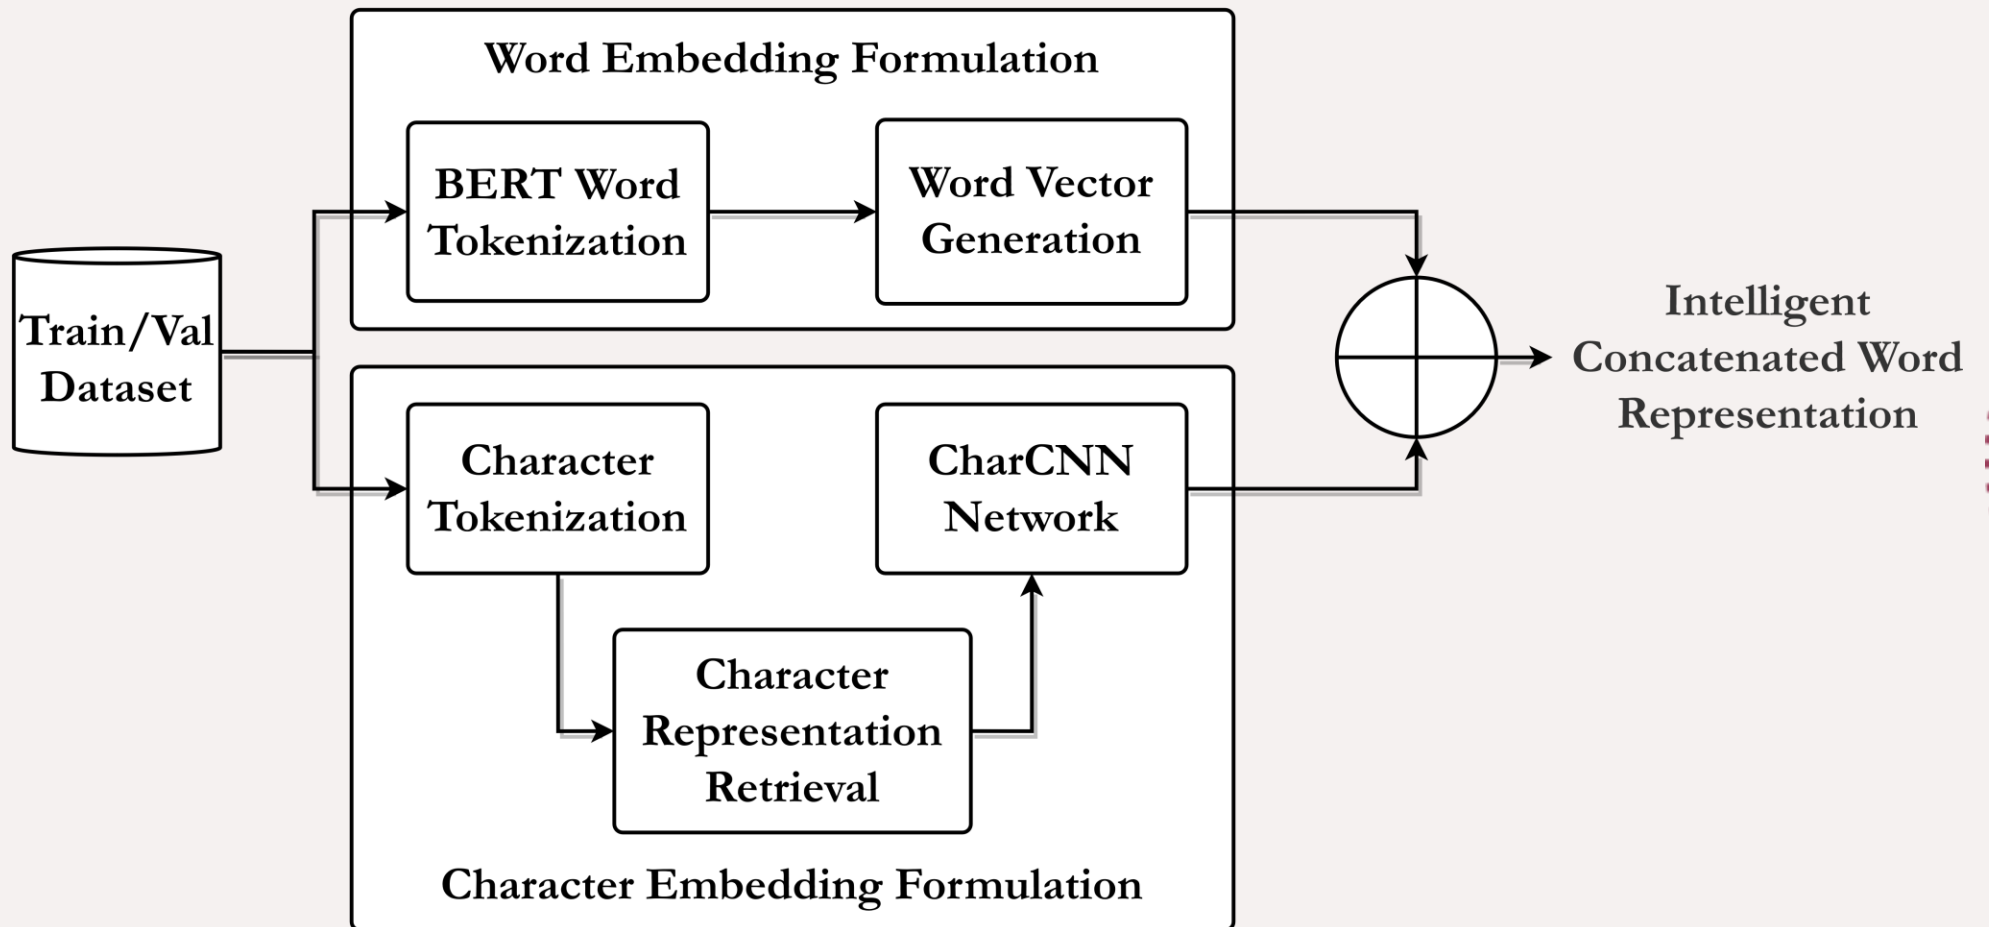 Word Embedding Formulation
BERT Word
Tokenization
Word Vector
Generation
Train/Val
Dataset
Intelligent
Concatenated Word
Representation
Character
Tokenization
CharCNN
Network
Character
Representation
Retrieval
Character Embedding Formulation